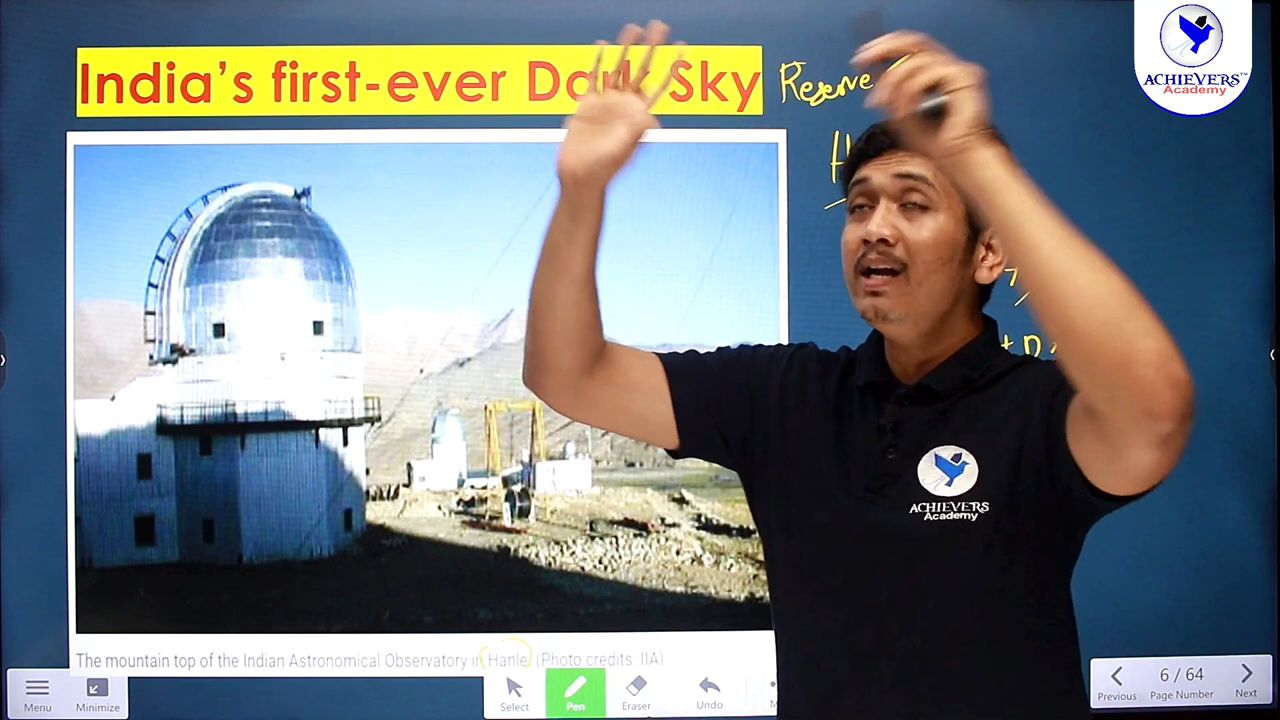 India's first-ever Dark Sky Reserve
ACHIEVERS™
Academy
ACHIEVERS
Academy
The mountain top of the Indian Astronomical Observatory in Hanle (Photo credits: IIA)
Menu
Minimize
Select
Pen
Eraser
Undo
Previous
6 / 64
Page Number
Next